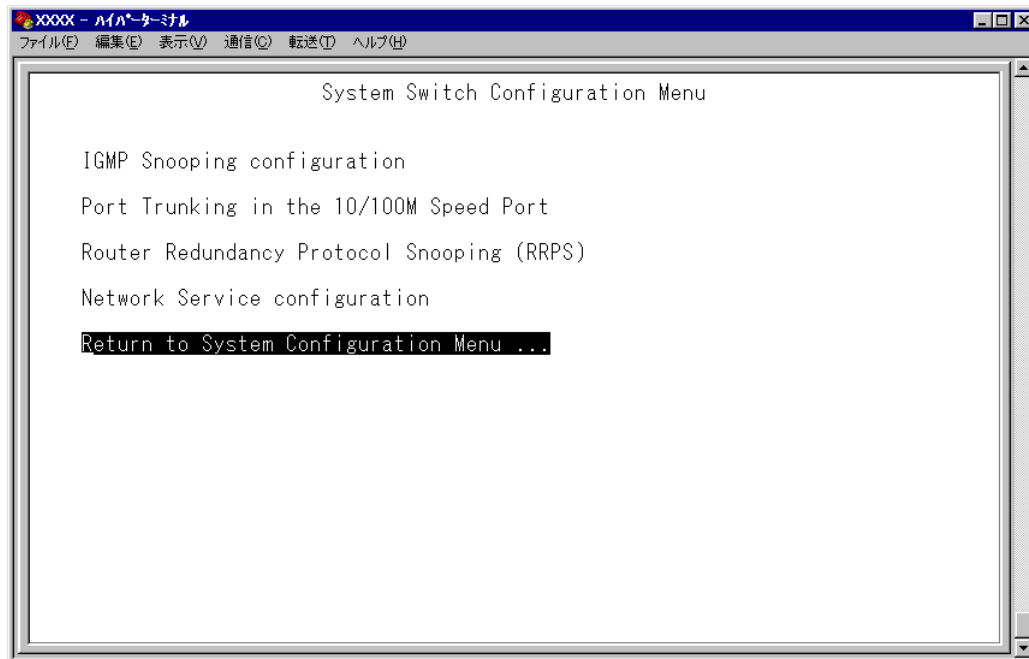 XXXX - ﾊｲﾊﾟｰﾀｰﾐﾅﾙ
ファイル(F) 編集(E) 表示(V) 通信(C) 転送(T) ヘルプ(H)
System Switch Configuration Menu
IGMP Snooping configuration
Port Trunking in the 10/100M Speed Port
Router Redundancy Protocol Snooping (RRPS)
Network Service configuration
Return to System Configuration Menu ...